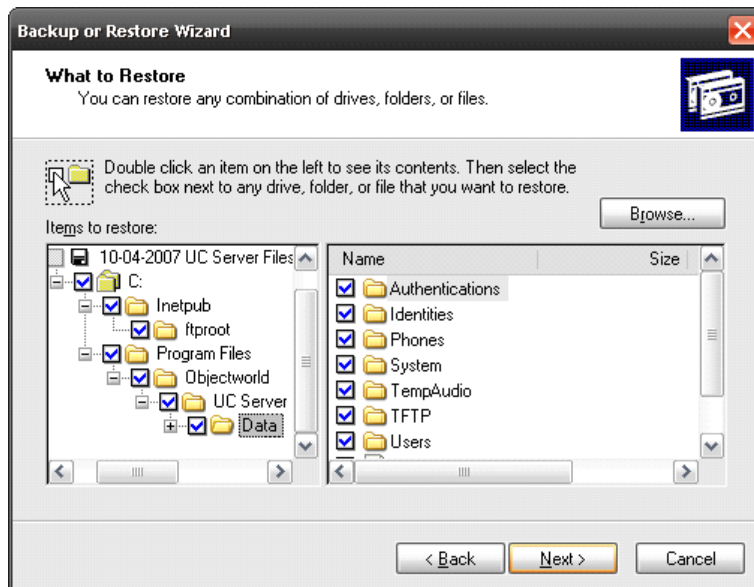 Backup or Restore Wizard
What to Restore
You can restore any combination of drives, folders, or files.
Double click an item on the left to see its contents. Then select the
check box next to any drive, folder, or file that you want to restore.
Browse...
Items to restore:
10-04-2007 UC Server Files
C:
Inetpub
ftproot
Program Files
Objectworld
UC Server
Data
Name Size
Authentications
Identities
Phones
System
TempAudio
TFTP
Users
< Back Next > Cancel